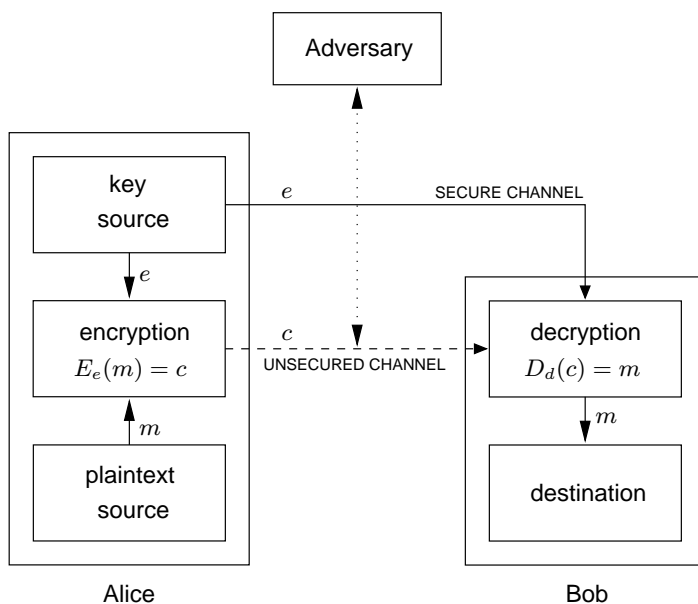 Adversary
key
source
e
SECURE CHANNEL
e
encryption
E_e(m) = c
c
UNSECURED CHANNEL
decryption
D_d(c) = m
m
m
plaintext
source
destination
Alice
Bob